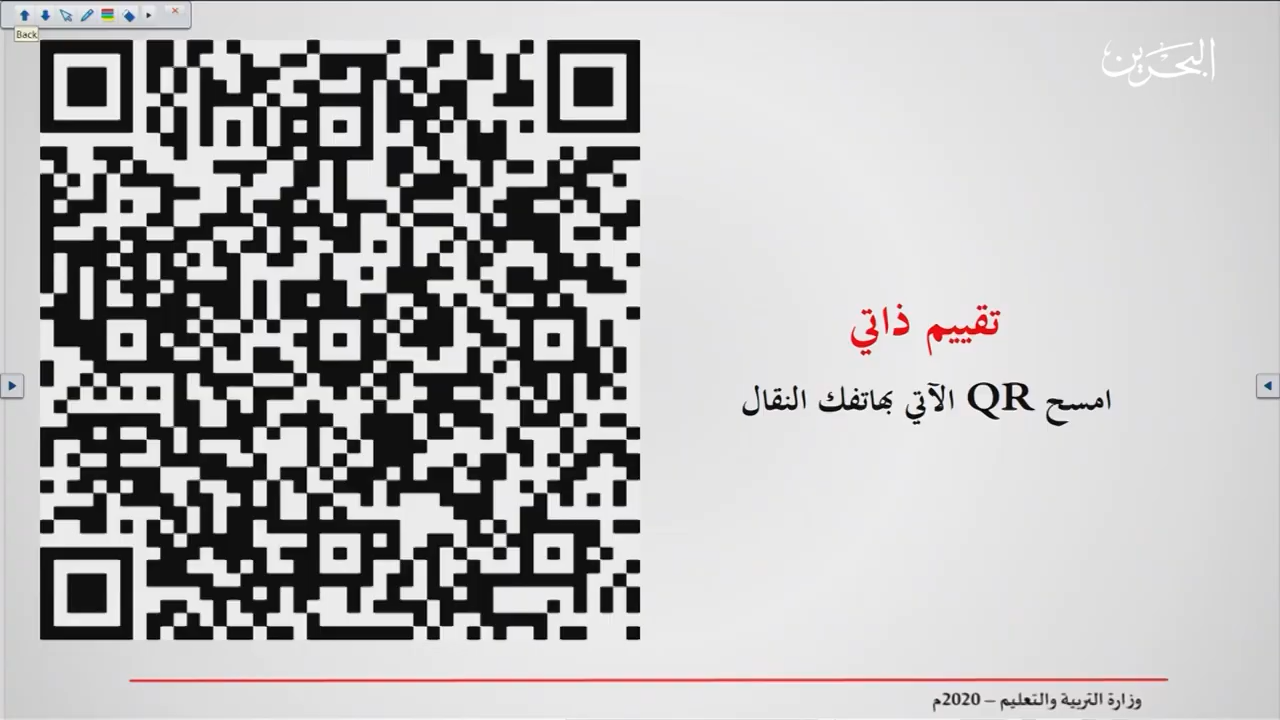 Back
البحرين
تقييم ذاتي
امسح QR الآتي بهاتفك النقال
وزارة التربية والتعليم – 2020م